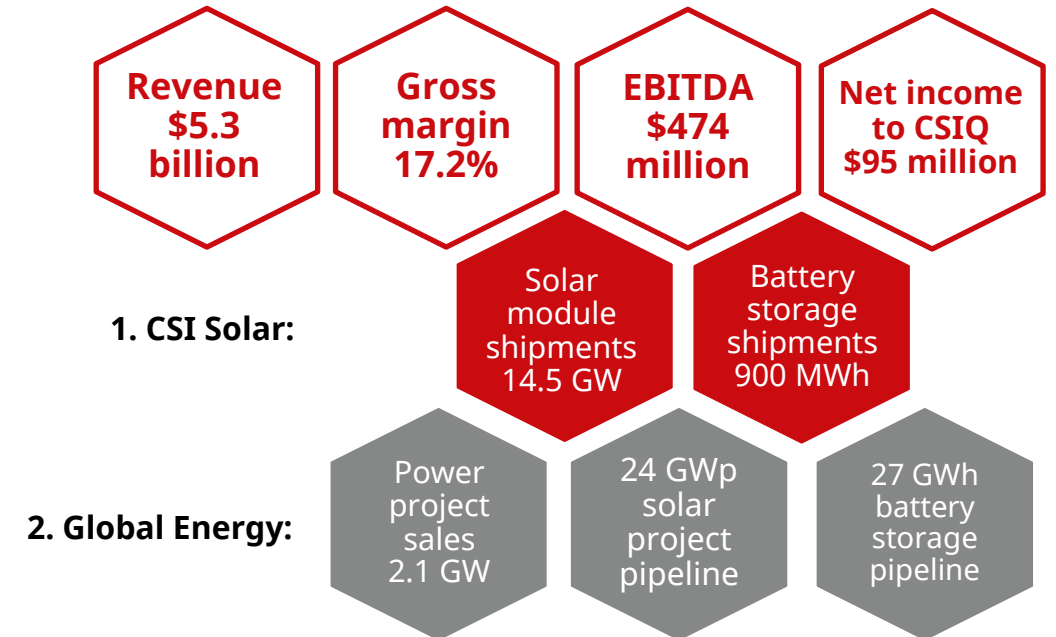 Revenue
$5.3
billion
Gross
margin
17.2%
EBITDA
$474
million
Net income
to CSIQ
$95 million
1. CSI Solar:
Solar
module
shipments
14.5 GW
Battery
storage
shipments
900 MWh
2. Global Energy:
Power
project
sales
2.1 GW
24 GWp
solar
project
pipeline
27 GWh
battery
storage
pipeline